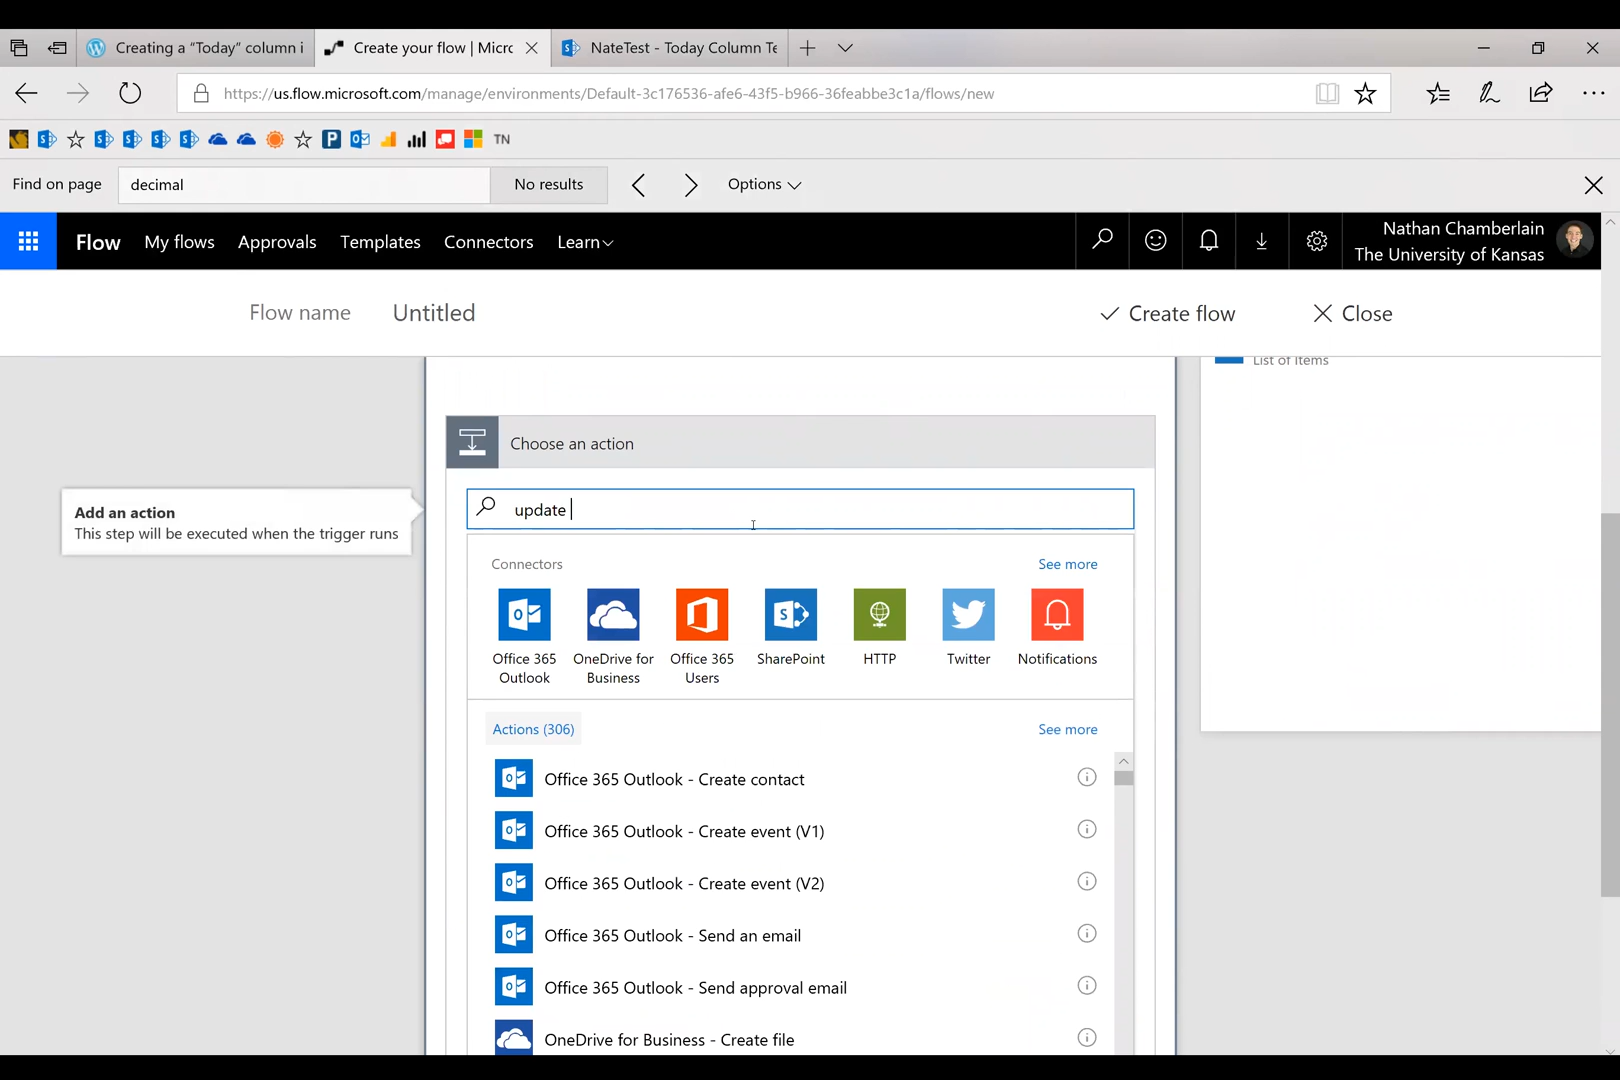 Creating a “Today” column i
Create your flow | Micrc
NateTest - Today Column Te
https://us.flow.microsoft.com/manage/environments/Default-3c176536-afe6-43f5-b966-36feabbe3c1a/flows/new
P
TN
Find on page
decimal
No results
Options
Flow
My flows
Approvals
Templates
Connectors
Learn
Nathan Chamberlain
The University of Kansas
Flow name
Untitled
Create flow
Close
List of Items
Choose an action
Add an action
This step will be executed when the trigger runs
update
Connectors
See more
Office 365 Outlook
OneDrive for Business
Office 365 Users
SharePoint
HTTP
Twitter
Notifications
Actions (306)
See more
Office 365 Outlook - Create contact
Office 365 Outlook - Create event (V1)
Office 365 Outlook - Create event (V2)
Office 365 Outlook - Send an email
Office 365 Outlook - Send approval email
OneDrive for Business - Create file